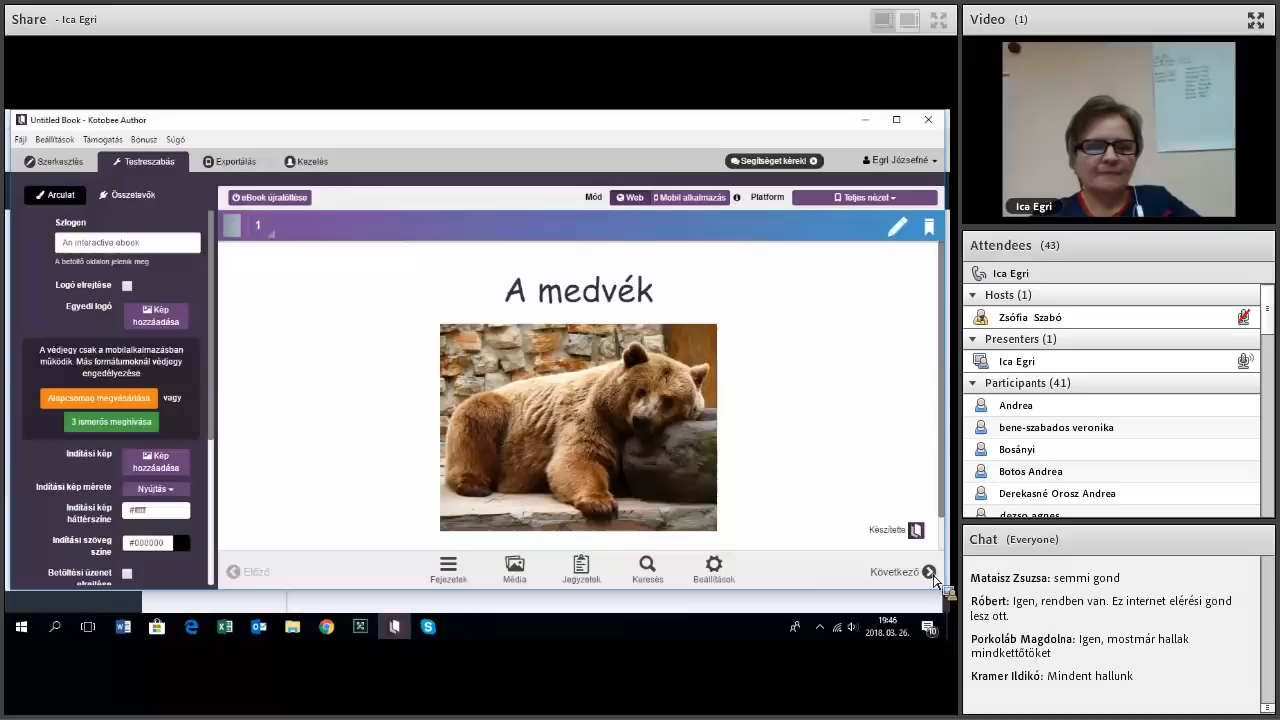 Share - Ica Egri
Untitled Book - Kotobee Author
Fájl Beállítások Támogatás Bónusz Súgó
Szerkesztés Testreszabás Exportálás Kezelés Segítséget kérek! Egri Józsefné
Arculat Összetevők
eBook újratöltése Mód Web Mobil alkalmazás Platform Teljes nézet
Szlogen
An interactive ebook
A betöltő oldalon jelenik meg
Logó elrejtése
Egyedi logó Kép hozzáadása
A védjegy csak a mobilalkalmazásban
működik. Más formátumoknál védjegy
engedélyezése
Alapcsomag megvásárlása vagy
3 ismerős meghívása
Indítási kép Kép hozzáadása
Indítási kép mérete Nyújtás
Indítási kép
háttérszíne
Indítási szöveg
színe #000000
Betöltési üzenet
elrejtése
1
A medvék
Készítette
Előző
Fejezetek Média Jegyzetek Keresés Beállítások
Következő
19:46
2018. 03. 26.
10
Video (1)
Ica Egri
Attendees (43)
Ica Egri
Hosts (1)
Zsófia Szabó
Presenters (1)
Ica Egri
Participants (41)
Andrea
bene-szabados veronika
Bosányi
Botos Andrea
Derekasné Orosz Andrea
dezso agnes
Chat (Everyone)
Mataisz Zsuzsa: semmi gond
Róbert: Igen, rendben van. Ez internet elérési gond
lesz ott.
Porkoláb Magdolna: Igen, mostmár hallak
mindkettőtöket
Kramer Ildikó: Mindent hallunk